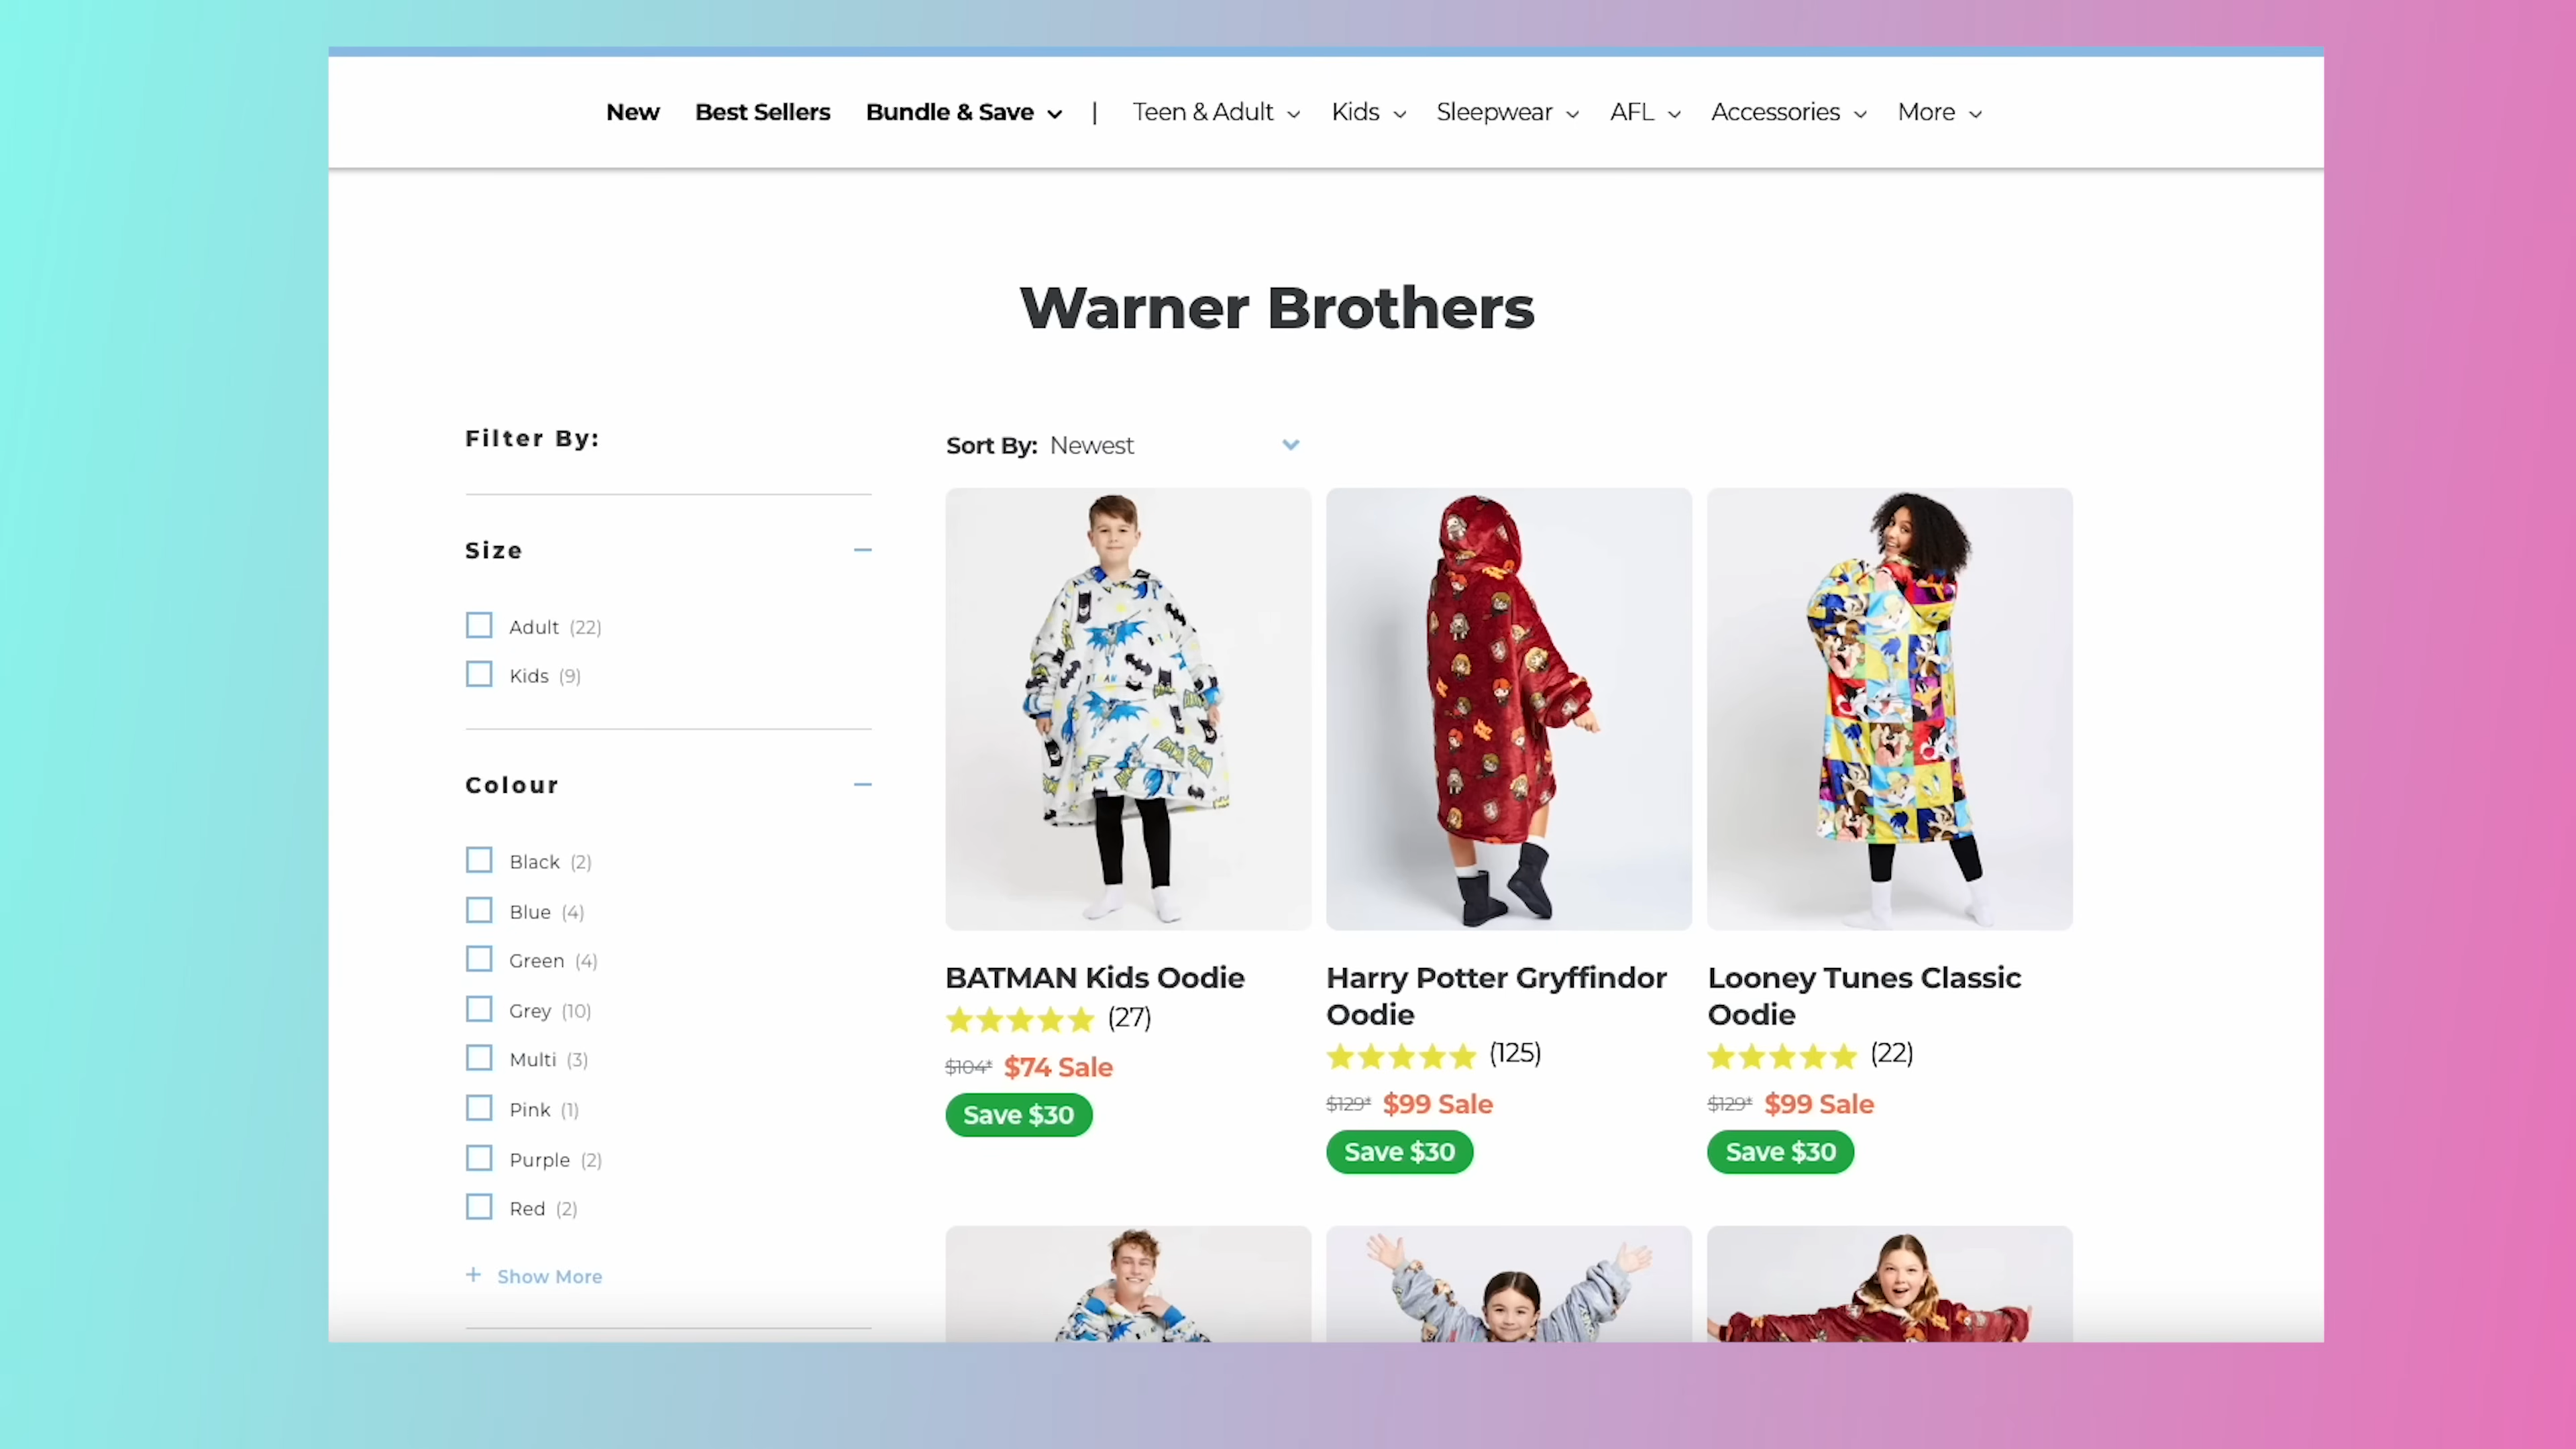 New Best Sellers Bundle & Save | Teen & Adult Kids Sleepwear AFL Accessories More
Warner Brothers
Filter By:
Size
Adult (22)
Kids (9)
Colour
Black (2)
Blue (4)
Green (4)
Grey (10)
Multi (3)
Pink (1)
Purple (2)
Red (2)
+ Show More
Sort By: Newest
BATMAN Kids Oodie
(27)
$104* $74 Sale
Save $30
Harry Potter Gryffindor
Oodie
(125)
$129* $99 Sale
Save $30
Looney Tunes Classic
Oodie
(22)
$129* $99 Sale
Save $30